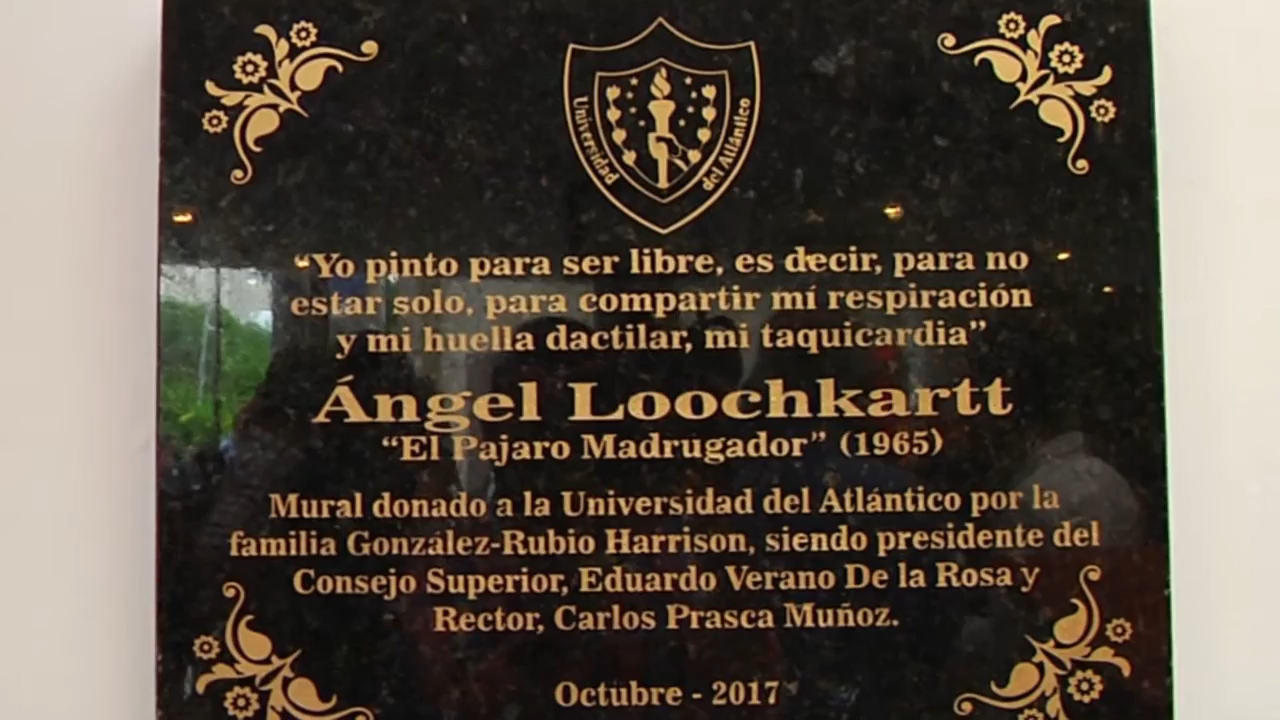 Universidad del Atlántico
“Yo pinto para ser libre, es decir, para no
estar solo, para compartir mí respiración
y mi huella dactilar, mi taquicardia”
Ángel Loochkartt
“El Pajaro Madrugador” (1965)
Mural donado a la Universidad del Atlántico por la
familia González-Rubio Harrison, siendo presidente del
Consejo Superior, Eduardo Verano De la Rosa y
Rector, Carlos Prasca Muñoz.
Octubre - 2017